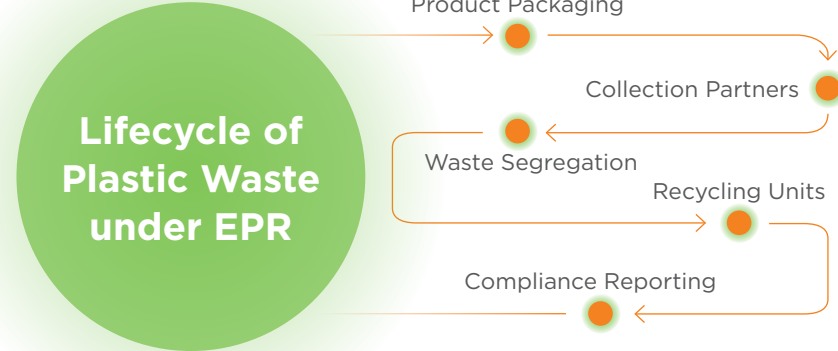 Product Packaging
Collection Partners
Lifecycle of
Plastic Waste
under EPR
Waste Segregation
Recycling Units
Compliance Reporting